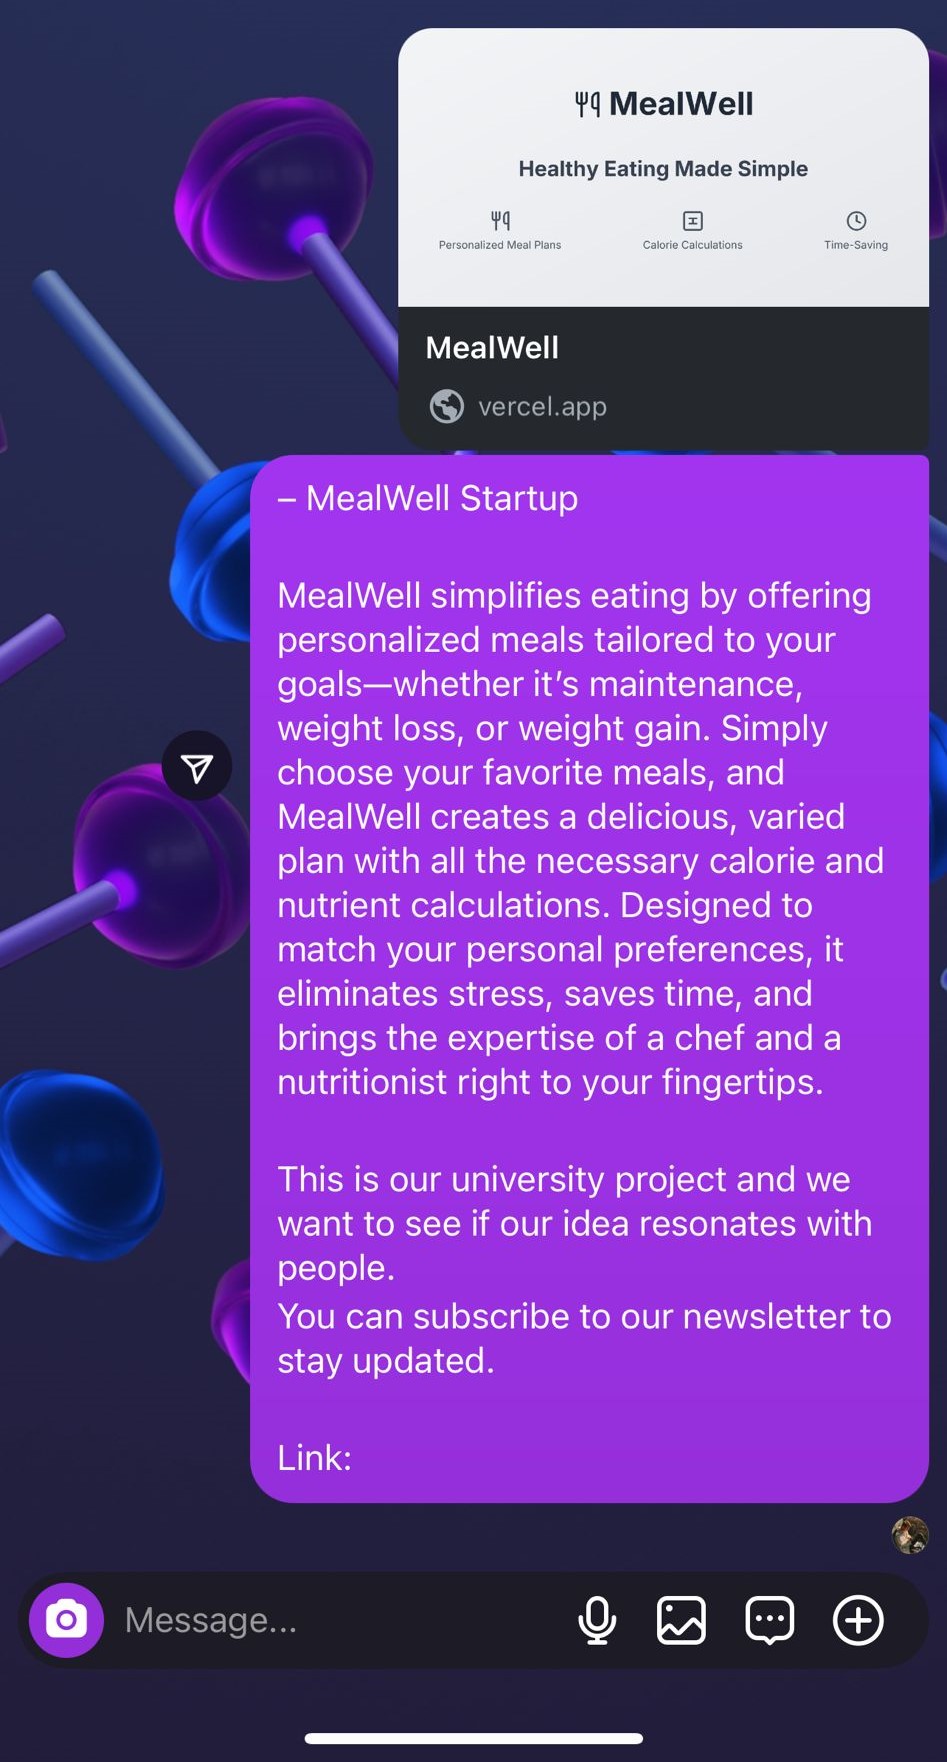 MealWell
Healthy Eating Made Simple
Personalized Meal Plans
Calorie Calculations
Time-Saving
MealWell
vercel.app
– MealWell Startup
MealWell simplifies eating by offering
personalized meals tailored to your
goals—whether it’s maintenance,
weight loss, or weight gain. Simply
choose your favorite meals, and
MealWell creates a delicious, varied
plan with all the necessary calorie and
nutrient calculations. Designed to
match your personal preferences, it
eliminates stress, saves time, and
brings the expertise of a chef and a
nutritionist right to your fingertips.
This is our university project and we
want to see if our idea resonates with
people.
You can subscribe to our newsletter to
stay updated.
Link:
Message...